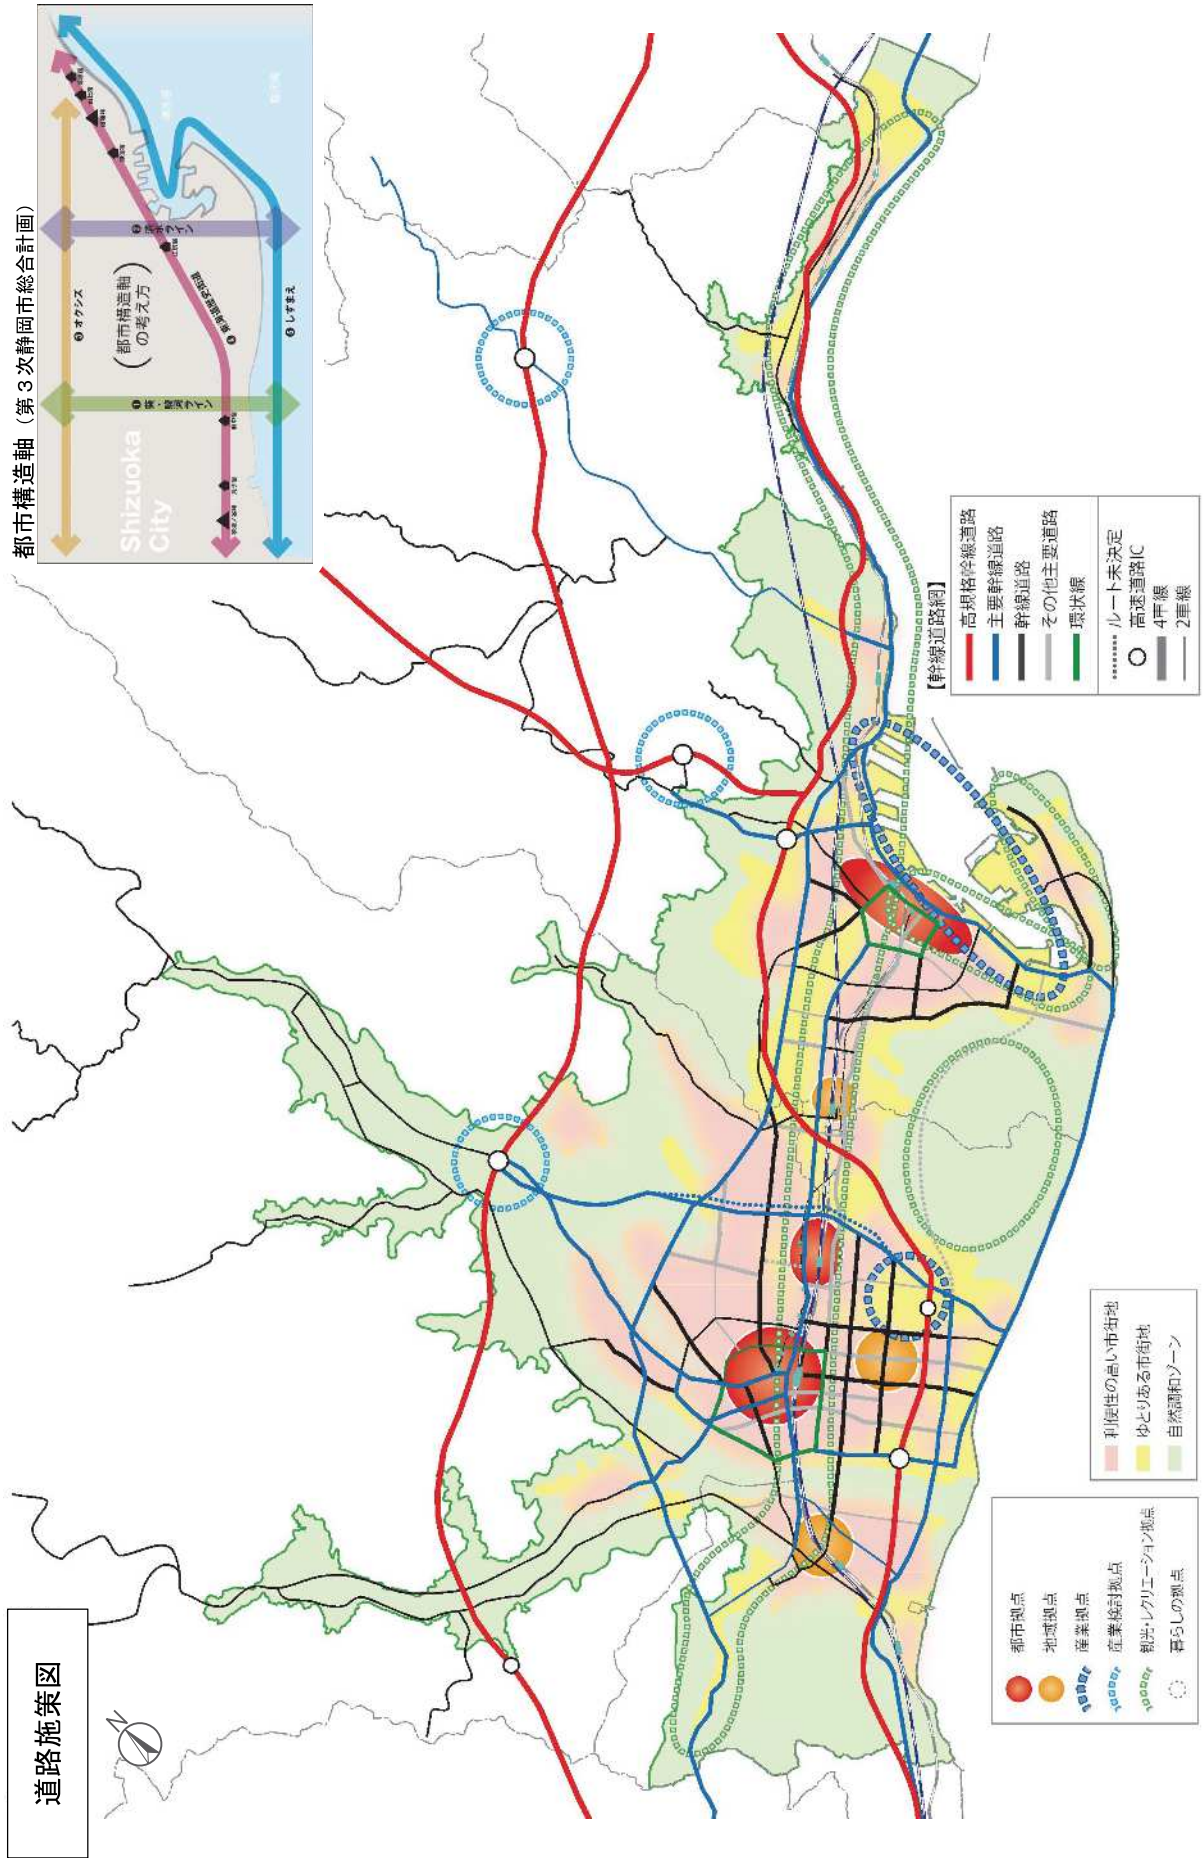 道路施策図
都市構造軸(第3次静岡市総合計画)
Shizuoka
City
(都市構造軸
の考え方)
オクシズ
しずまえ
N
【幹線道路網】
高規格幹線道路
主要幹線道路
幹線道路
その他主要道路
環状線
ルート未決定
高速道路IC
4車線
2車線
利便性の高い市街地
ゆとりある市街地
自然調和ゾーン
都市拠点
地域拠点
産業拠点
産業検討拠点
観光・レクリエーション拠点
暮らしの拠点